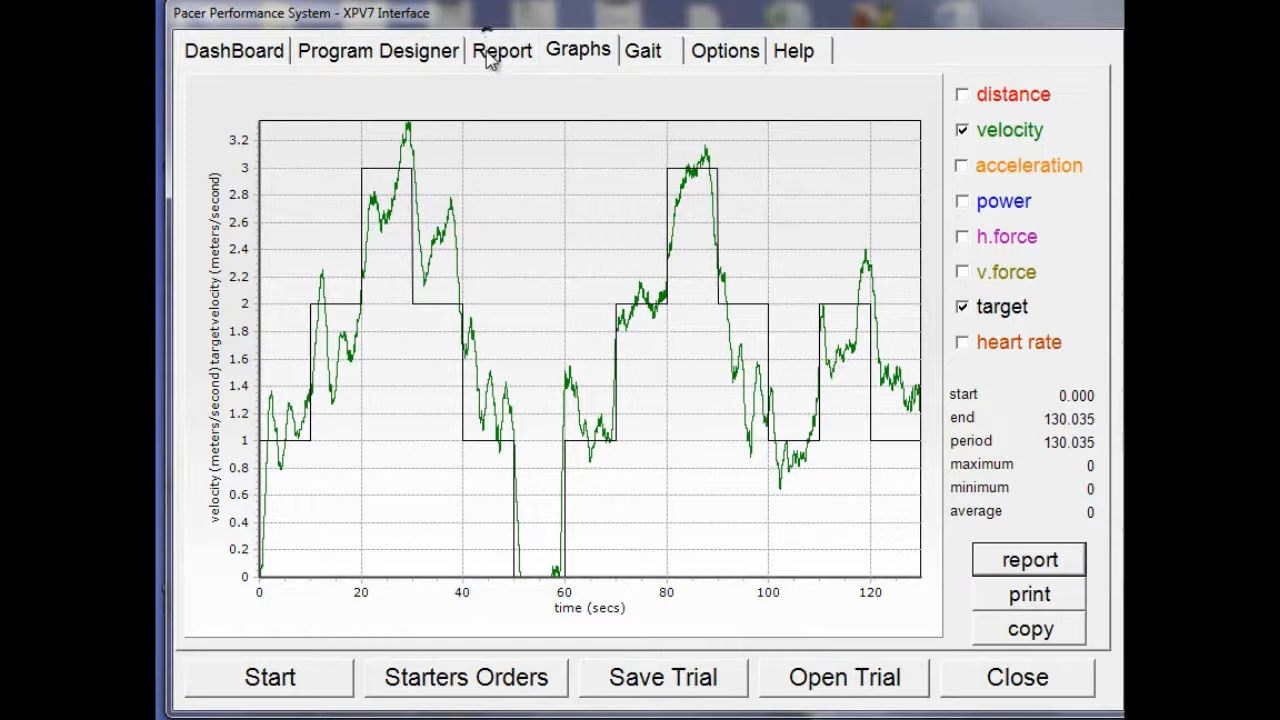 Pacer Performance System - XPV7 Interface
DashBoard Program Designer Report Graphs Gait Options Help
distance
velocity
acceleration
power
h.force
v.force
target
heart rate
start 0.000
end 130.035
period 130.035
maximum 0
minimum 0
average 0
report
print
copy
velocity (meters/second) targetvelocity (meters/second)
3.2
3
2.8
2.6
2.4
2.2
2
1.8
1.6
1.4
1.2
1
0.8
0.6
0.4
0.2
0
0 20 40 60 80 100 120
time (secs)
Start Starters Orders Save Trial Open Trial Close